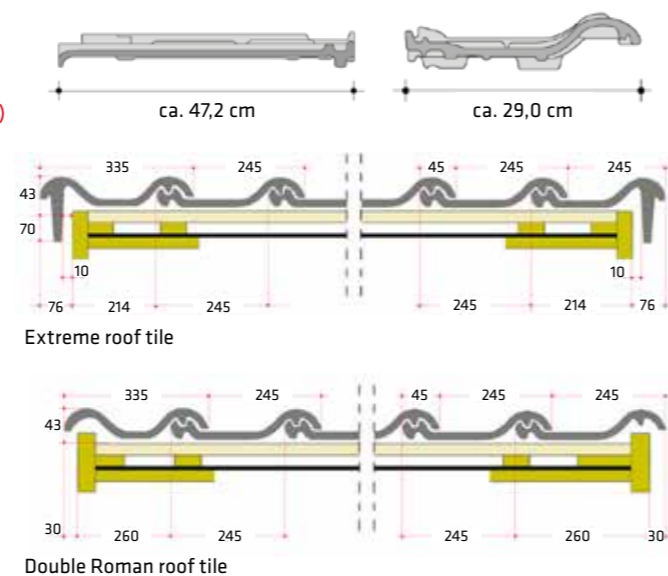 ca. 47,2 cm ca. 29,0 cm
)
335 245 45 245 245
43
70
10 10
76 214 245 245 214 76
Extreme roof tile
335 245 45 245 245
43
30 260 245 245 260 30
Double Roman roof tile